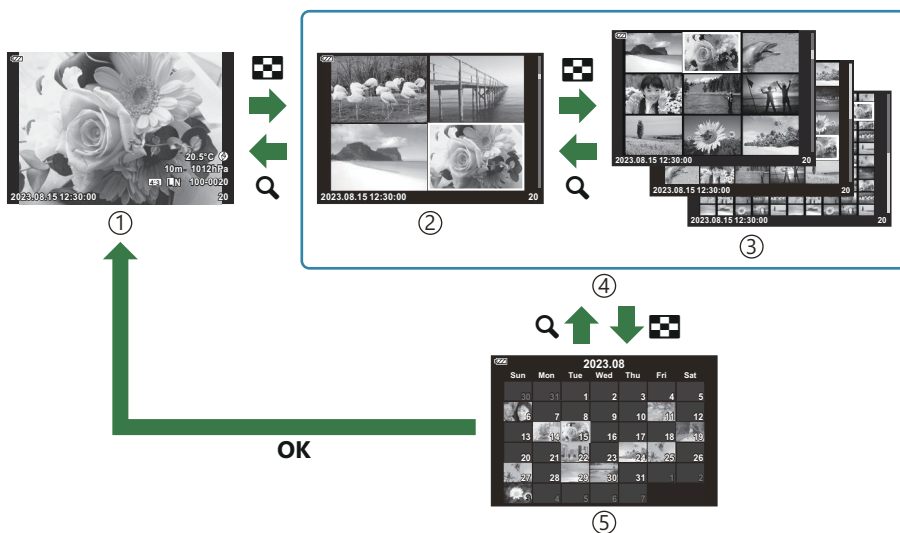 20.5°C
10m 1012hPa
4:3 LN 100-0020
2023.08.15 12:30:00 20
①
2023.08.15 12:30:00 20
②
2023.08.15 12:30:00 20
2023.08.15 12:30:00 20
2023.08.15 12:30:00 20
③
④
2023.08
Sun Mon Tue Wed Thu Fri Sat
30 31 1 2 3 4 5
6 7 8 9 10 11 12
13 14 15 16 17 18 19
20 21 22 23 24 25 26
27 28 29 30 31 1 2
4 5 6 7
OK
⑤